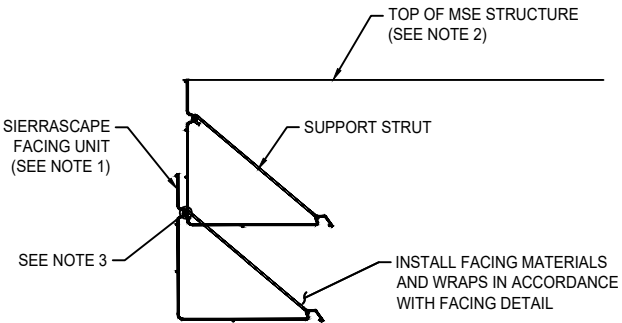 TOP OF MSE STRUCTURE
(SEE NOTE 2)
SIERRASCAPE
FACING UNIT
(SEE NOTE 1)
SUPPORT STRUT
SEE NOTE 3
INSTALL FACING MATERIALS
AND WRAPS IN ACCORDANCE
WITH FACING DETAIL